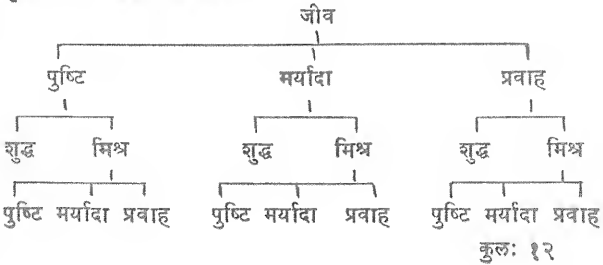 जीव
पुष्टि मर्यादा प्रवाह
शुद्ध मिश्र शुद्ध मिश्र शुद्ध मिश्र
पुष्टि मर्यादा प्रवाह पुष्टि मर्यादा प्रवाह पुष्टि मर्यादा प्रवाह
कुलः १२